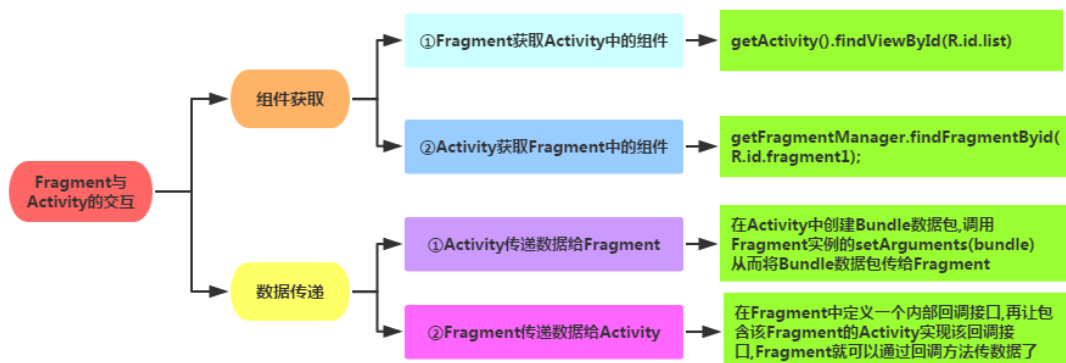 Fragment与
Activity的交互
组件获取
①Fragment获取Activity中的组件
getActivity().findViewById(R.id.list)
②Activity获取Fragment中的组件
getFragmentManager.findFragmentByid(
R.id.fragment1);
数据传递
①Activity传递数据给Fragment
在Activity中创建Bundle数据包,调用
Fragment实例的setArguments(bundle)
从而将Bundle数据包传给Fragment
②Fragment传递数据给Activity
在Fragment中定义一个内部回调接口,再让包
含该Fragment的Activity实现该回调接
口,Fragment就可以通过回调方法传数据了